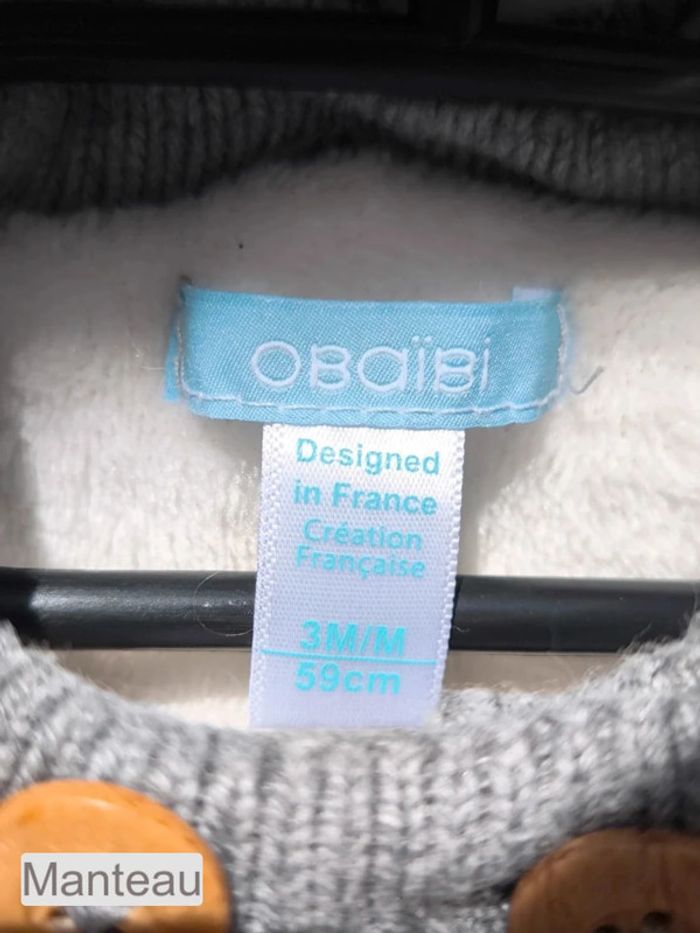 OBAÏBI
Designed
in France
Création
Française
3M/M
59cm
Manteau